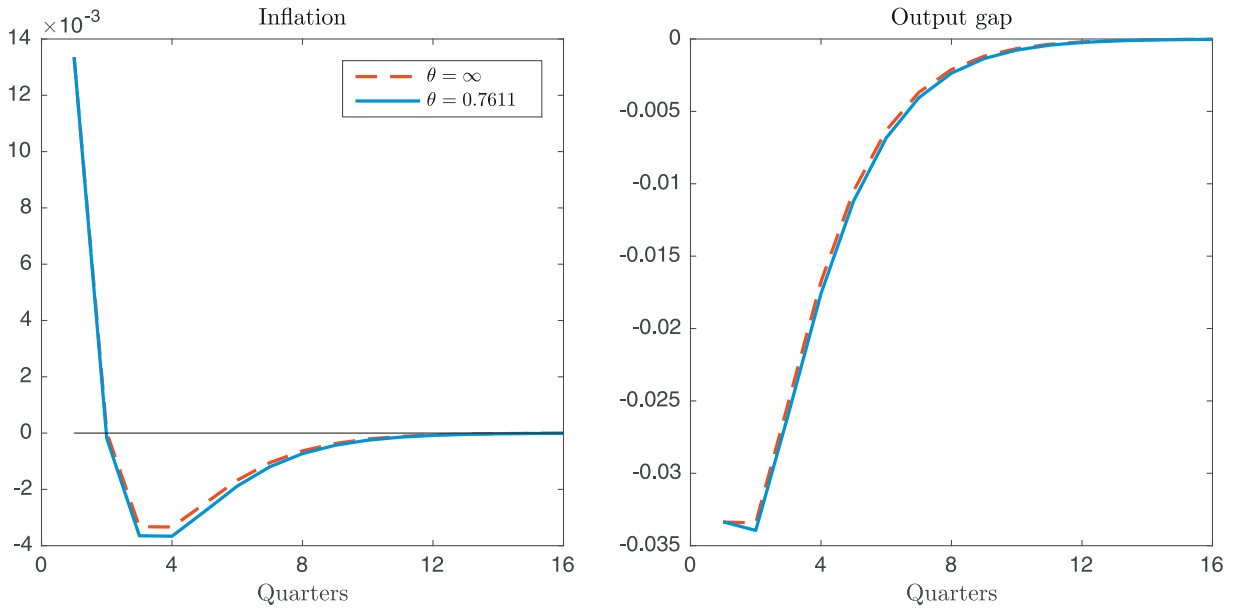 Inflation
×10⁻³
14
12
10
8
6
4
2
0
-2
-4
0 4 8 12 16
Quarters
θ = ∞
θ = 0.7611
Output gap
0
-0.005
-0.01
-0.015
-0.02
-0.025
-0.03
-0.035
0 4 8 12 16
Quarters